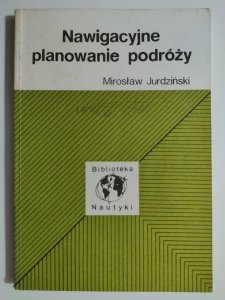 Nawigacyjne
planowanie podróży
Mirosław Jurdziński
Biblioteka
Nautyki